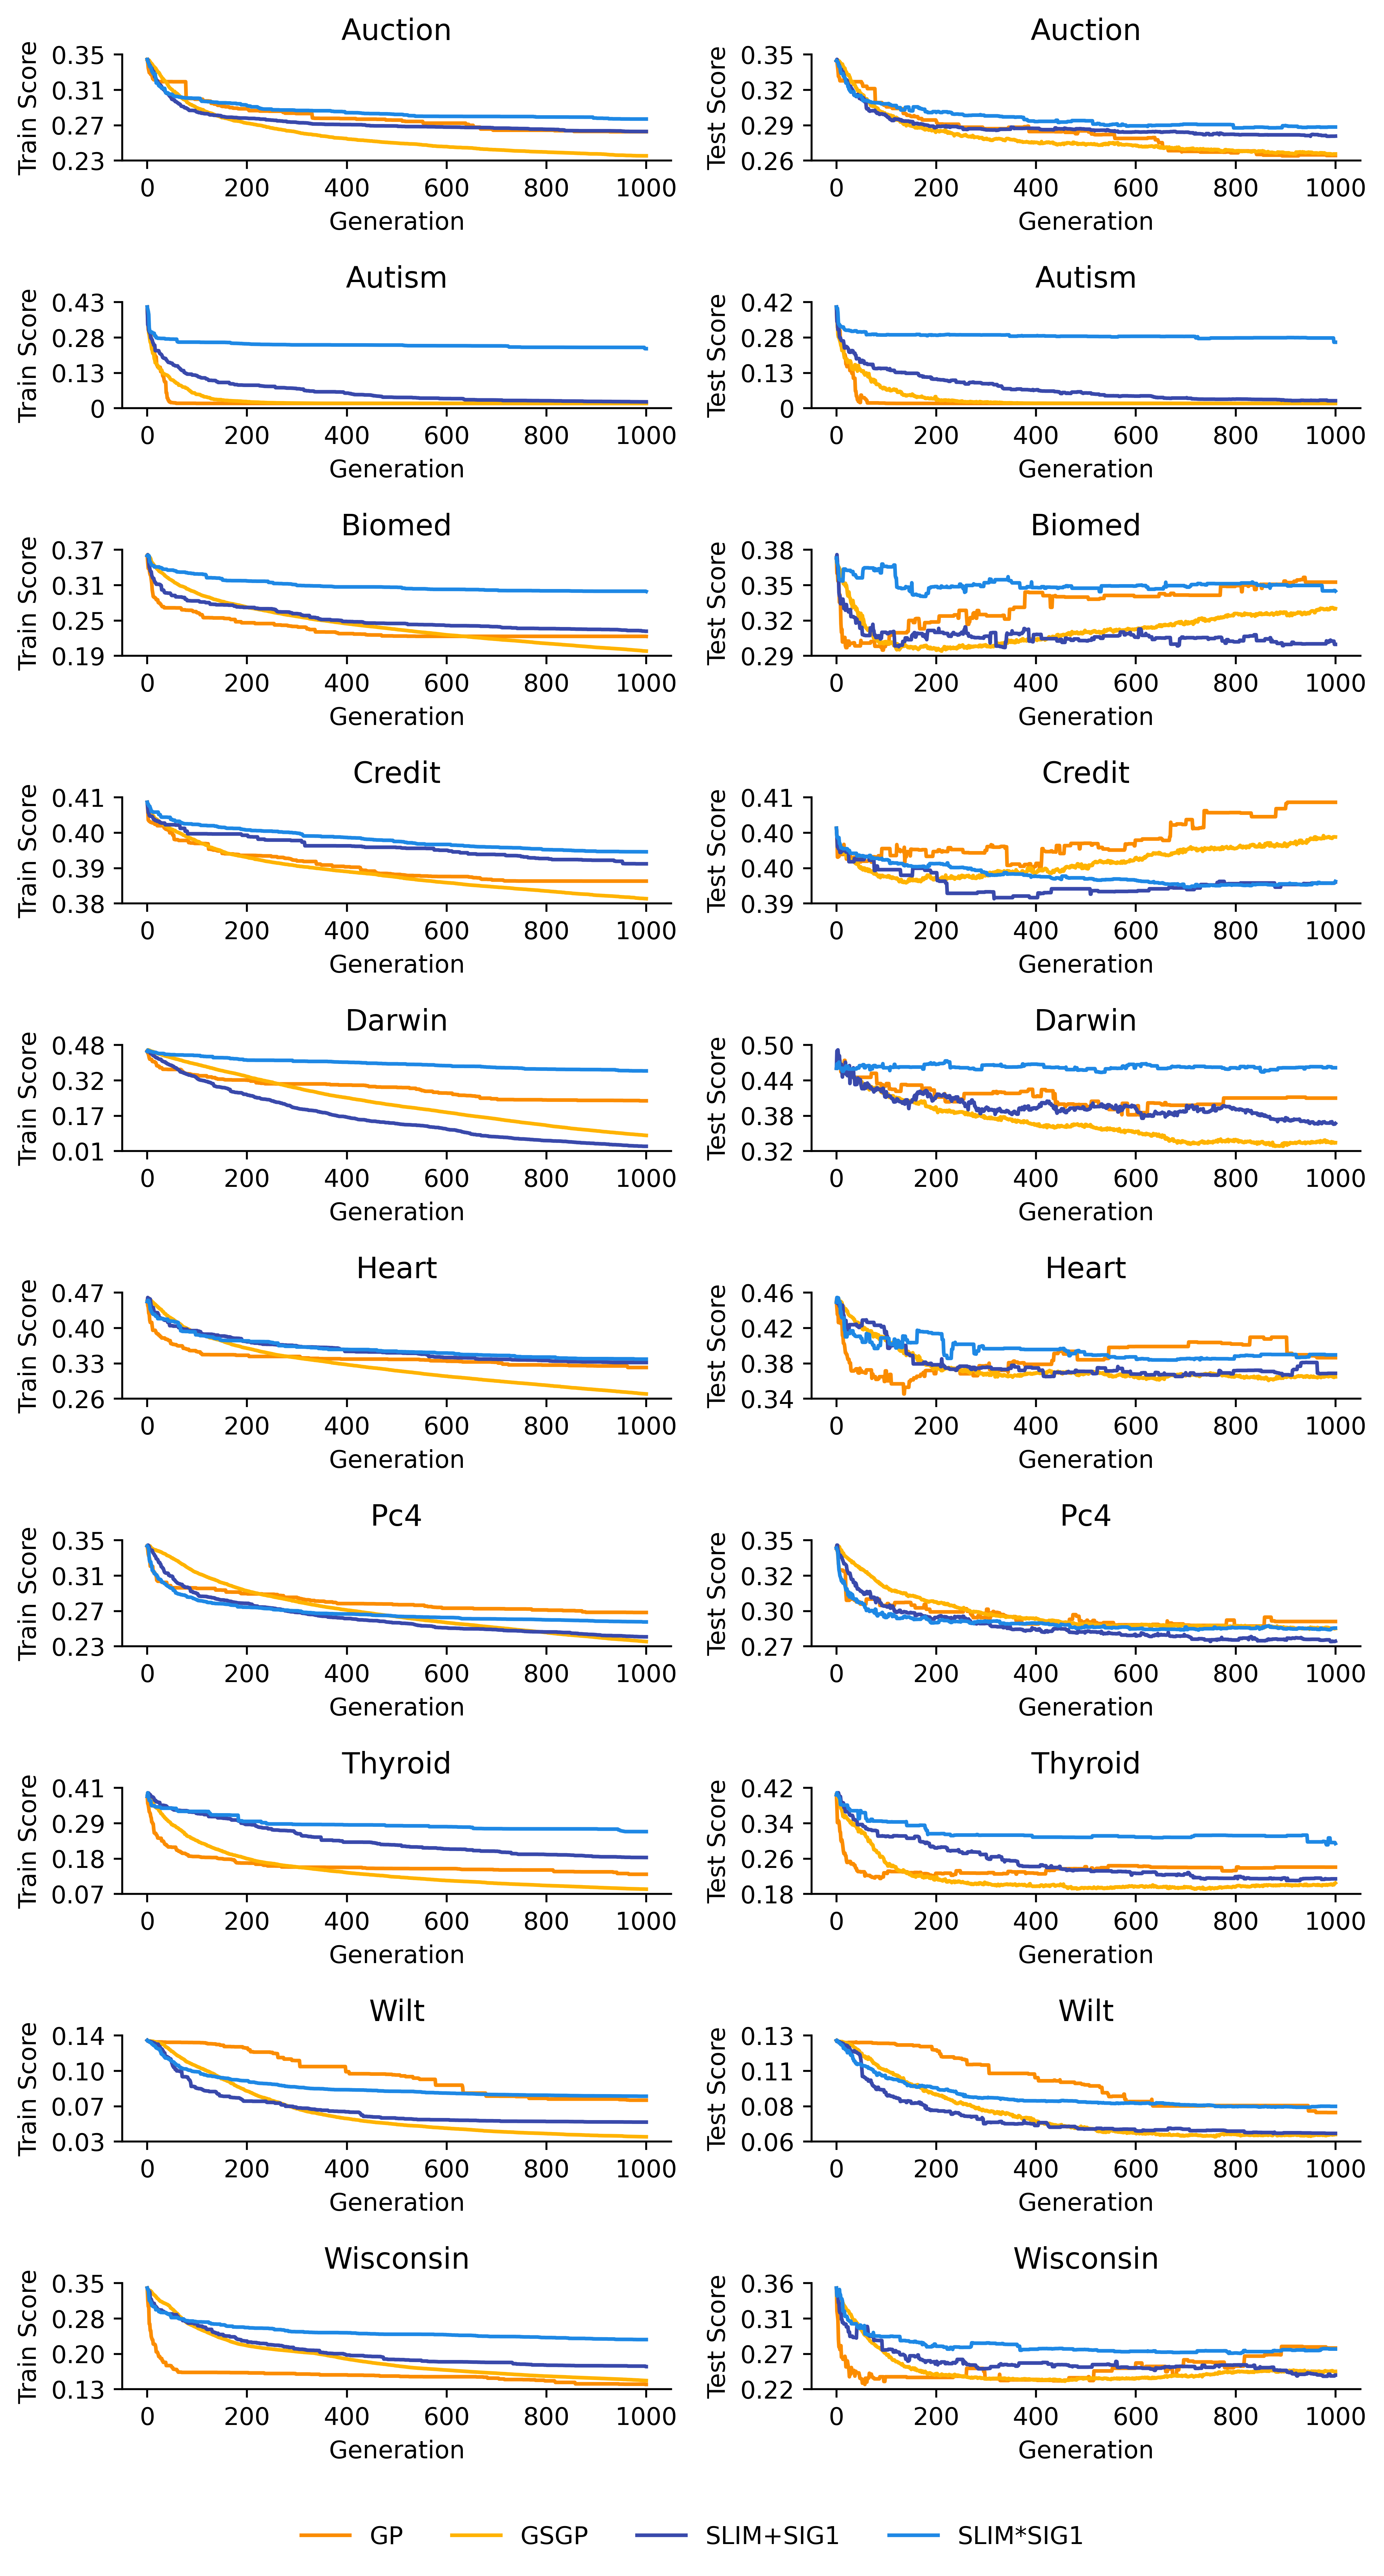 Auction
Train Score
0.35
0.31
0.27
0.23
0 200 400 600 800 1000
Generation
Auction
Test Score
0.35
0.32
0.29
0.26
0 200 400 600 800 1000
Generation
Autism
Train Score
0.43
0.28
0.13
0
0 200 400 600 800 1000
Generation
Autism
Test Score
0.42
0.28
0.13
0
0 200 400 600 800 1000
Generation
Biomed
Train Score
0.37
0.31
0.25
0.19
0 200 400 600 800 1000
Generation
Biomed
Test Score
0.38
0.35
0.32
0.29
0 200 400 600 800 1000
Generation
Credit
Train Score
0.41
0.40
0.39
0.38
0 200 400 600 800 1000
Generation
Credit
Test Score
0.41
0.40
0.40
0.39
0 200 400 600 800 1000
Generation
Darwin
Train Score
0.48
0.32
0.17
0.01
0 200 400 600 800 1000
Generation
Darwin
Test Score
0.50
0.44
0.38
0.32
0 200 400 600 800 1000
Generation
Heart
Train Score
0.47
0.40
0.33
0.26
0 200 400 600 800 1000
Generation
Heart
Test Score
0.46
0.42
0.38
0.34
0 200 400 600 800 1000
Generation
Pc4
Train Score
0.35
0.31
0.27
0.23
0 200 400 600 800 1000
Generation
Pc4
Test Score
0.35
0.32
0.30
0.27
0 200 400 600 800 1000
Generation
Thyroid
Train Score
0.41
0.29
0.18
0.07
0 200 400 600 800 1000
Generation
Thyroid
Test Score
0.42
0.34
0.26
0.18
0 200 400 600 800 1000
Generation
Wilt
Train Score
0.14
0.10
0.07
0.03
0 200 400 600 800 1000
Generation
Wilt
Test Score
0.13
0.11
0.08
0.06
0 200 400 600 800 1000
Generation
Wisconsin
Train Score
0.35
0.28
0.20
0.13
0 200 400 600 800 1000
Generation
Wisconsin
Test Score
0.36
0.31
0.27
0.22
0 200 400 600 800 1000
Generation
GP GSGP SLIM+SIG1 SLIM*SIG1